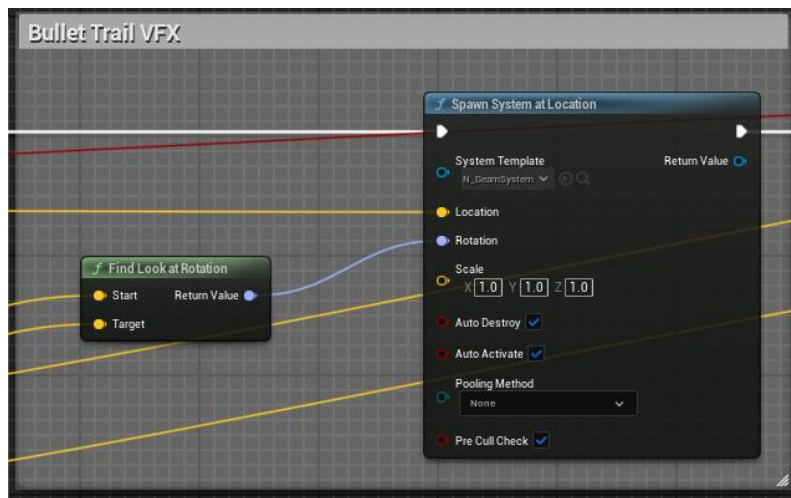 Bullet Trail VFX
f Spawn System at Location
System Template
N_BeamSystem
Return Value
Location
Rotation
Scale
X 1.0 Y 1.0 Z 1.0
Auto Destroy
Auto Activate
Pooling Method
None
Pre Cull Check
f Find Look at Rotation
Start Return Value
Target